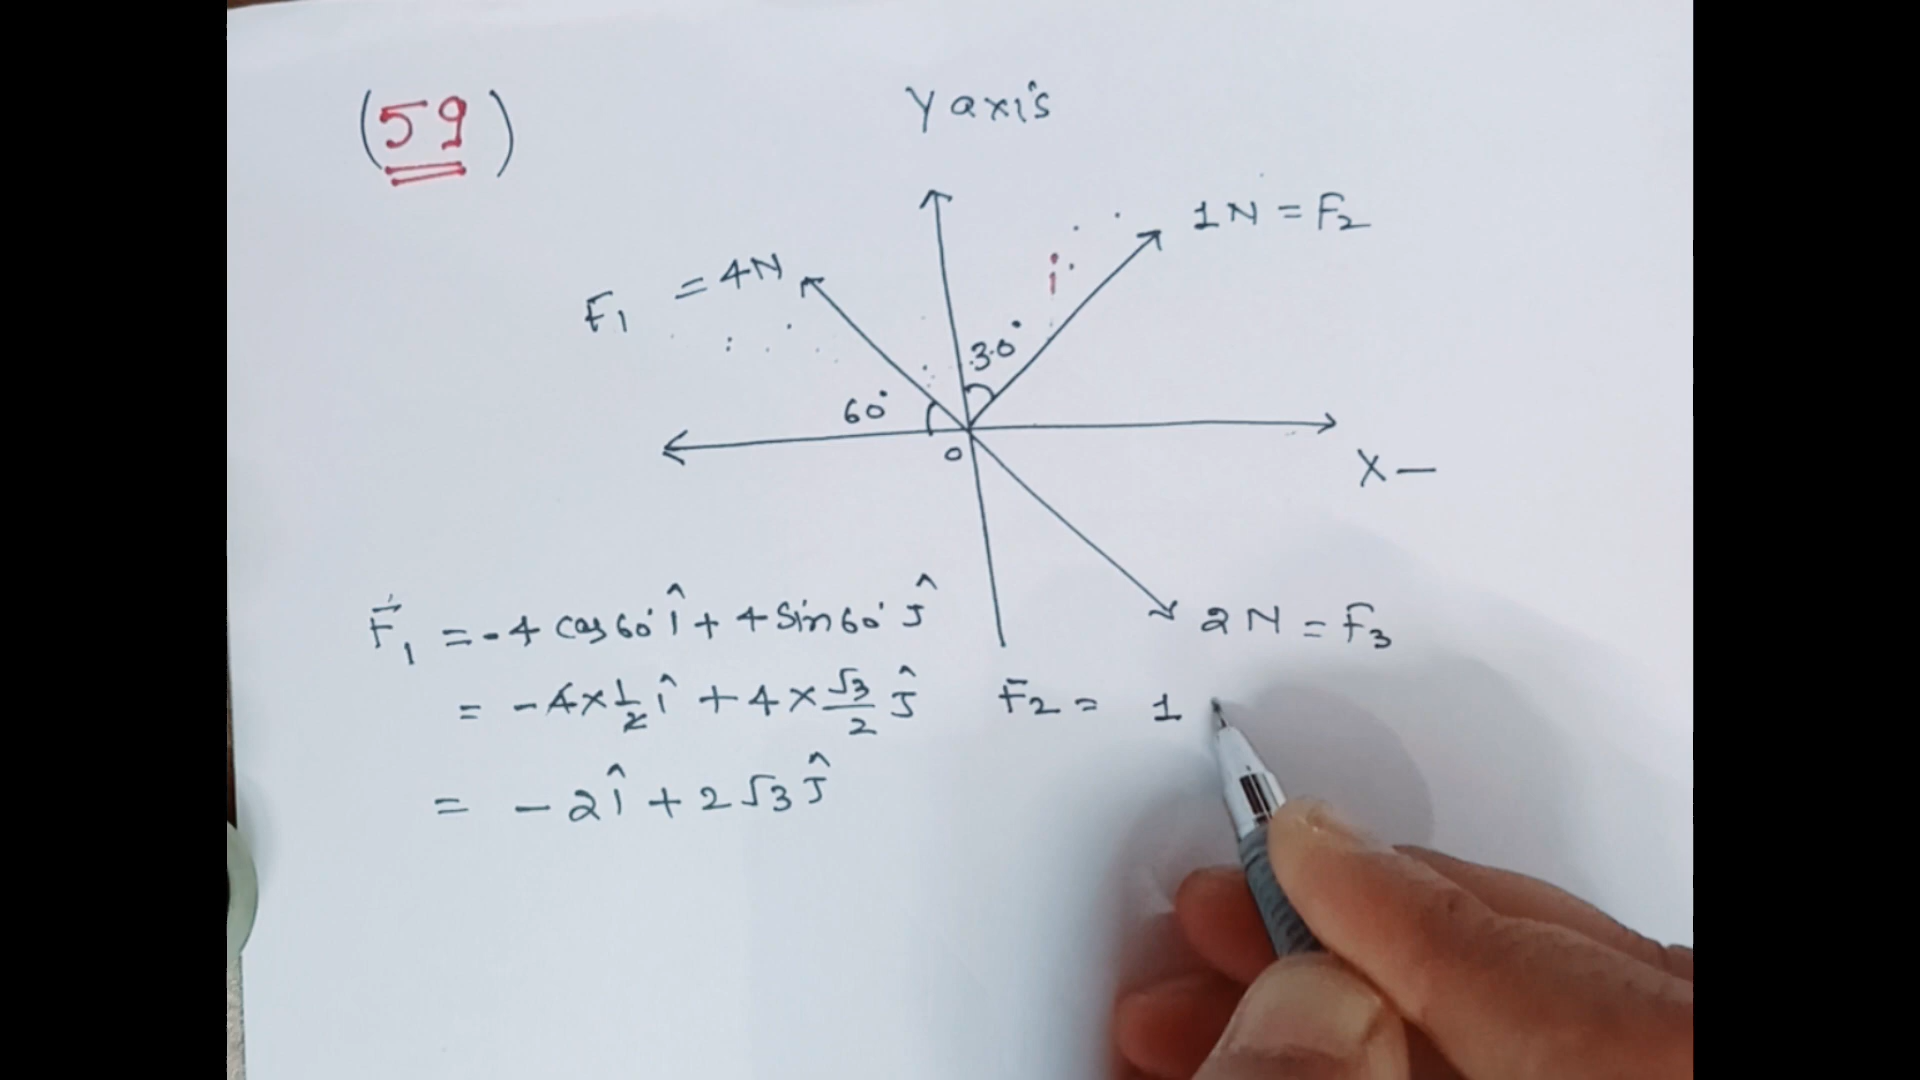 (59)
Y axis
1N = F₂
F₁ = 4N
30°
60°
0
X —
2N = F₃
F⃗₁ = -4 cos60° î + 4 sin60° ĵ
= -4×1/2 î + 4×√3/2 ĵ
F₂ = 1
= -2î + 2√3 ĵ